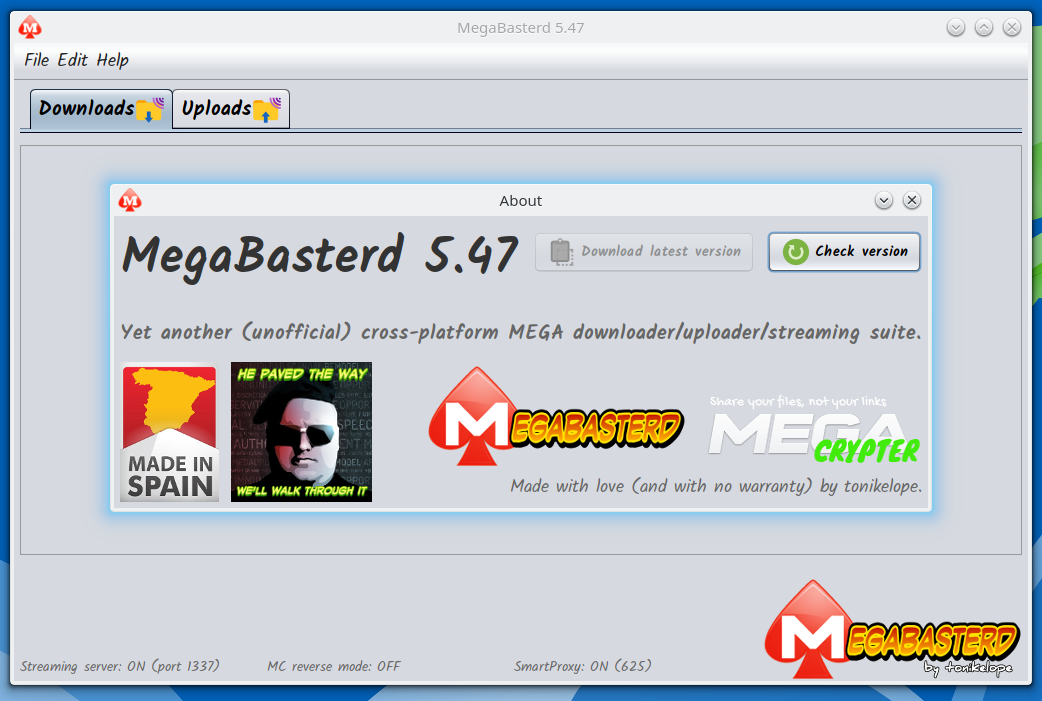 MegaBasterd 5.47
File Edit Help
Downloads Uploads
About
MegaBasterd 5.47 Download latest version Check version
Yet another (unofficial) cross-platform MEGA downloader/uploader/streaming suite.
MADE IN
SPAIN
HE PAVED THE WAY
WE'LL WALK THROUGH IT
MEGABASTERD
Share your files, not your links
MEGA
CRYPTER
Made with love (and with no warranty) by tonikelope.
MEGABASTERD
by tonikelope
Streaming server: ON (port 1337) MC reverse mode: OFF SmartProxy: ON (625)